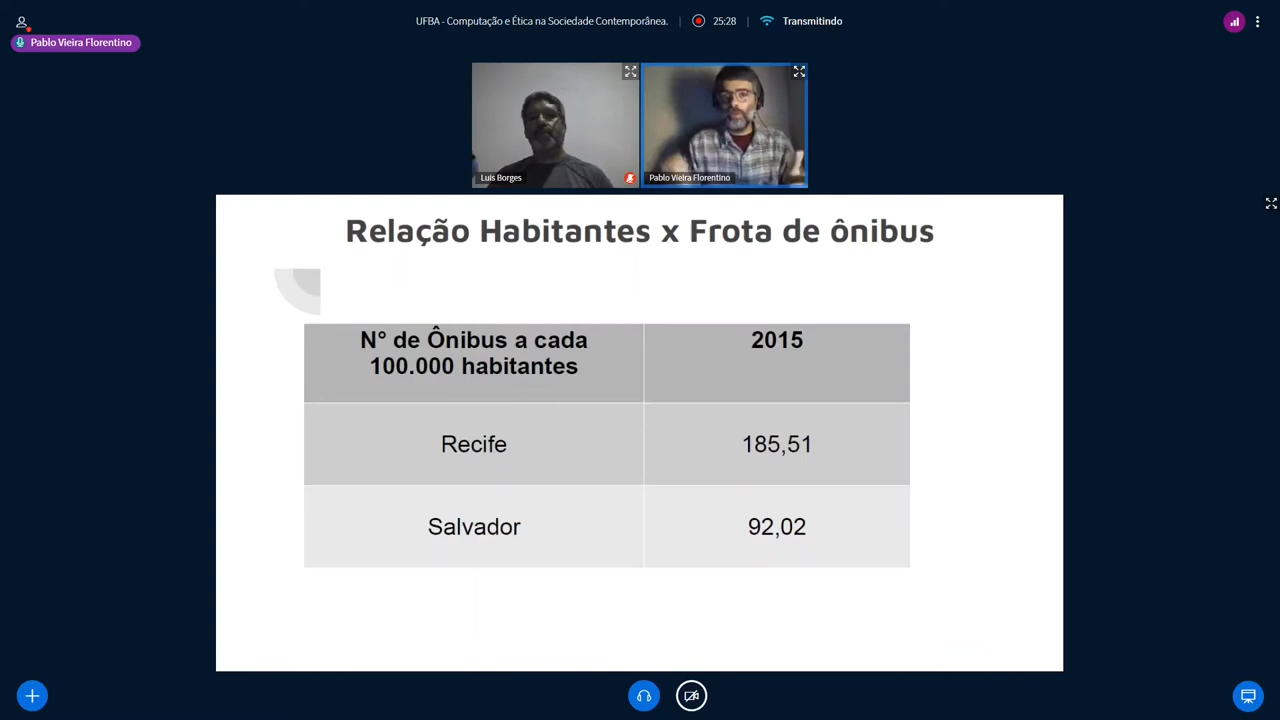 UFBA - Computação e Ética na Sociedade Contemporânea.
25:28
Transmitindo
Pablo Vieira Florentino
Luis Borges
Pablo Vieira Florentino
Relação Habitantes x Frota de ônibus
N° de Ônibus a cada
100.000 habitantes
2015
Recife
185,51
Salvador
92,02